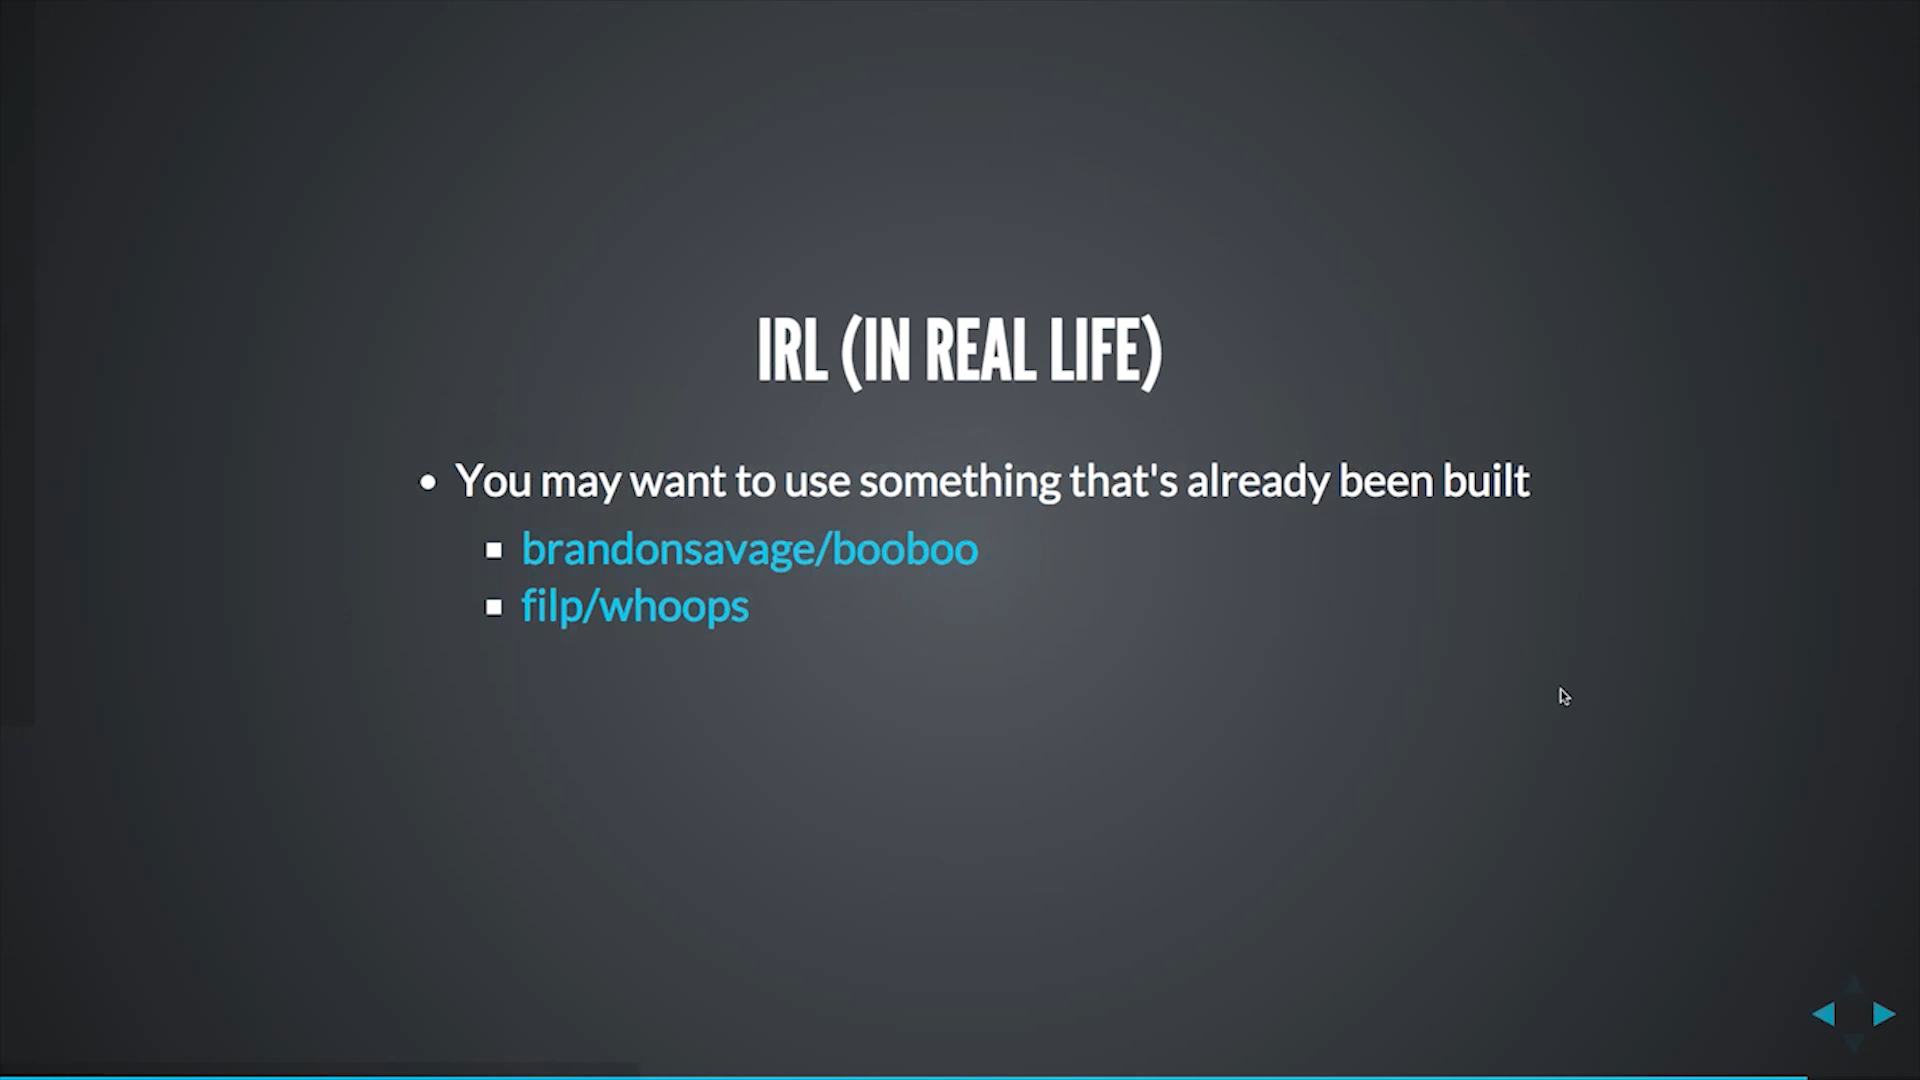 IRL (IN REAL LIFE)
You may want to use something that's already been built
brandonsavage/booboo
filp/whoops